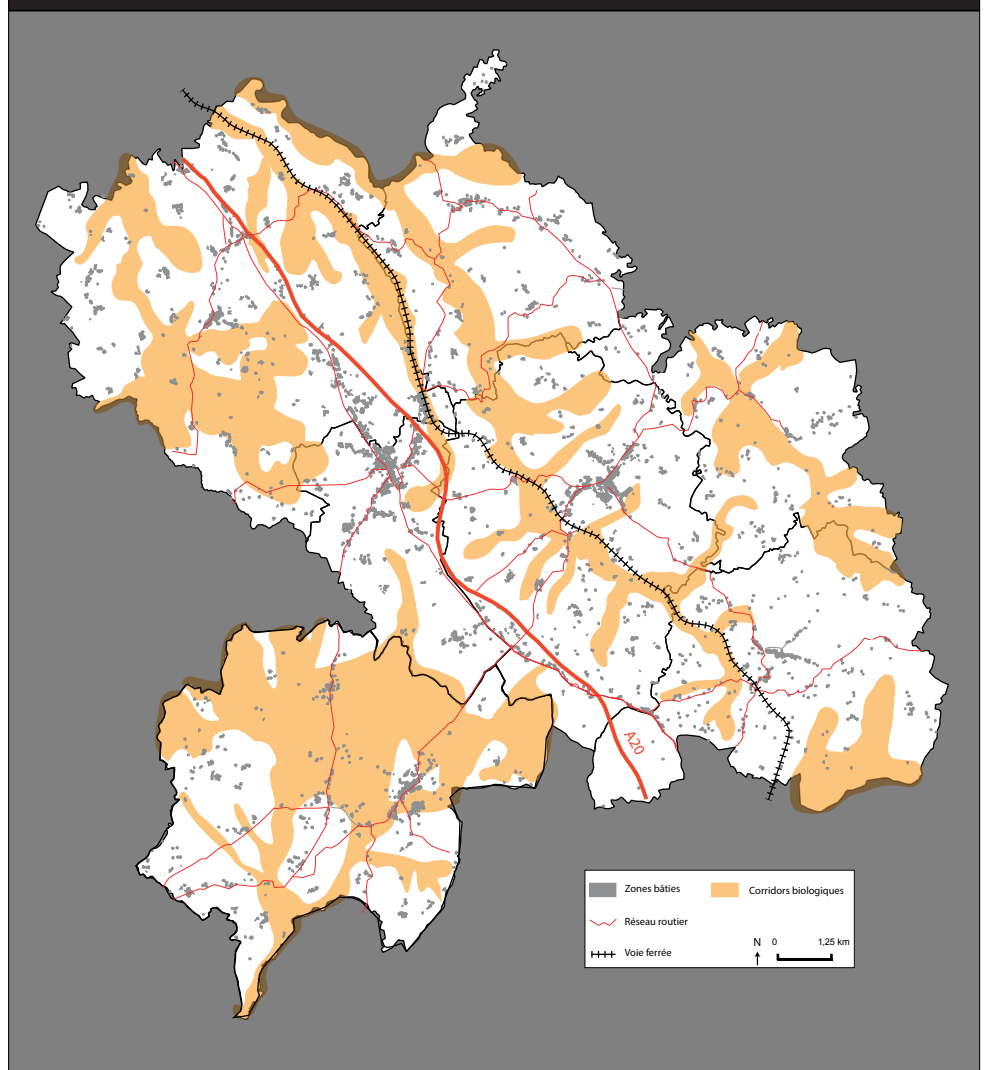 A20
Zones bâties
Corridors biologiques
Réseau routier
Voie ferrée
N 0 1,25 km